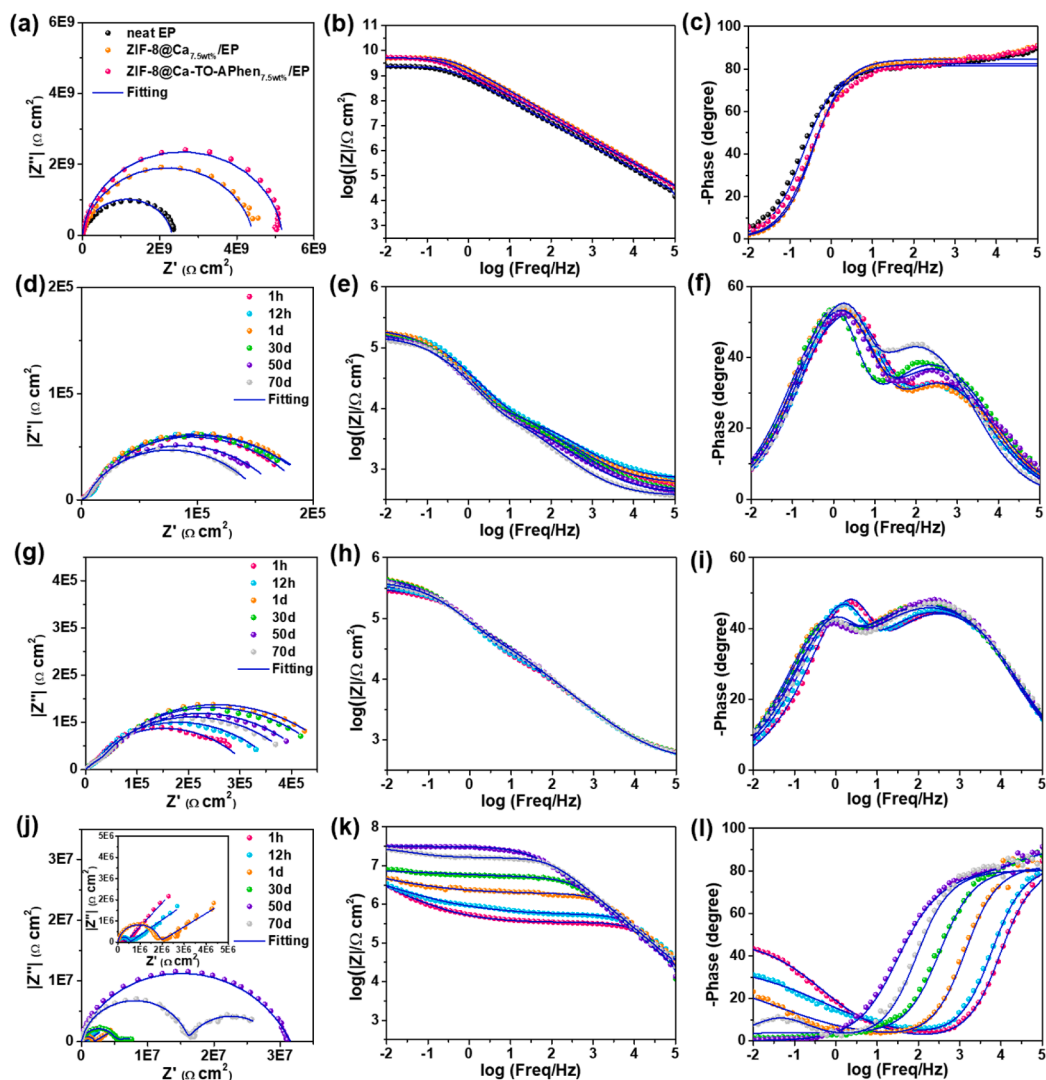 (a)
neat EP
ZIF-8@Ca7.5wt%/EP
ZIF-8@Ca-TO-APhen7.5wt%/EP
Fitting
6E9
4E9
2E9
0
|Z''| (Ω cm²)
0 2E9 4E9 6E9
Z' (Ω cm²)
(b)
11
10
9
8
7
6
5
4
3
log(|Z|/Ω cm²)
-2 -1 0 1 2 3 4 5
log (Freq/Hz)
(c)
100
80
60
40
20
0
-Phase (degree)
-2 -1 0 1 2 3 4 5
log (Freq/Hz)
(d)
1h
12h
1d
30d
50d
70d
Fitting
2E5
1E5
0
|Z''| (Ω cm²)
0 1E5 2E5
Z' (Ω cm²)
(e)
6
5
4
3
log(|Z|/Ω cm²)
-2 -1 0 1 2 3 4 5
log (Freq/Hz)
(f)
60
40
20
0
-Phase (degree)
-2 -1 0 1 2 3 4 5
log (Freq/Hz)
(g)
1h
12h
1d
30d
50d
70d
Fitting
4E5
3E5
2E5
1E5
0
|Z''| (Ω cm²)
0 1E5 2E5 3E5 4E5
Z' (Ω cm²)
(h)
6
5
4
3
log(|Z|/Ω cm²)
-2 -1 0 1 2 3 4 5
log (Freq/Hz)
(i)
60
40
20
0
-Phase (degree)
-2 -1 0 1 2 3 4 5
log (Freq/Hz)
(j)
1h
12h
1d
30d
50d
70d
Fitting
5E6
4E6
3E6
2E6
1E6
0
|Z''| (Ω cm²)
0 1E6 2E6 3E6 4E6 5E6
Z' (Ω cm²)
3E7
2E7
2E7
1E7
5E6
0
|Z''| (Ω cm²)
0 1E7 2E7 3E7
Z' (Ω cm²)
(k)
8
7
6
5
4
3
log(|Z|/Ω cm²)
-2 -1 0 1 2 3 4 5
log (Freq/Hz)
(l)
100
80
60
40
20
0
-Phase (degree)
-2 -1 0 1 2 3 4 5
log (Freq/Hz)